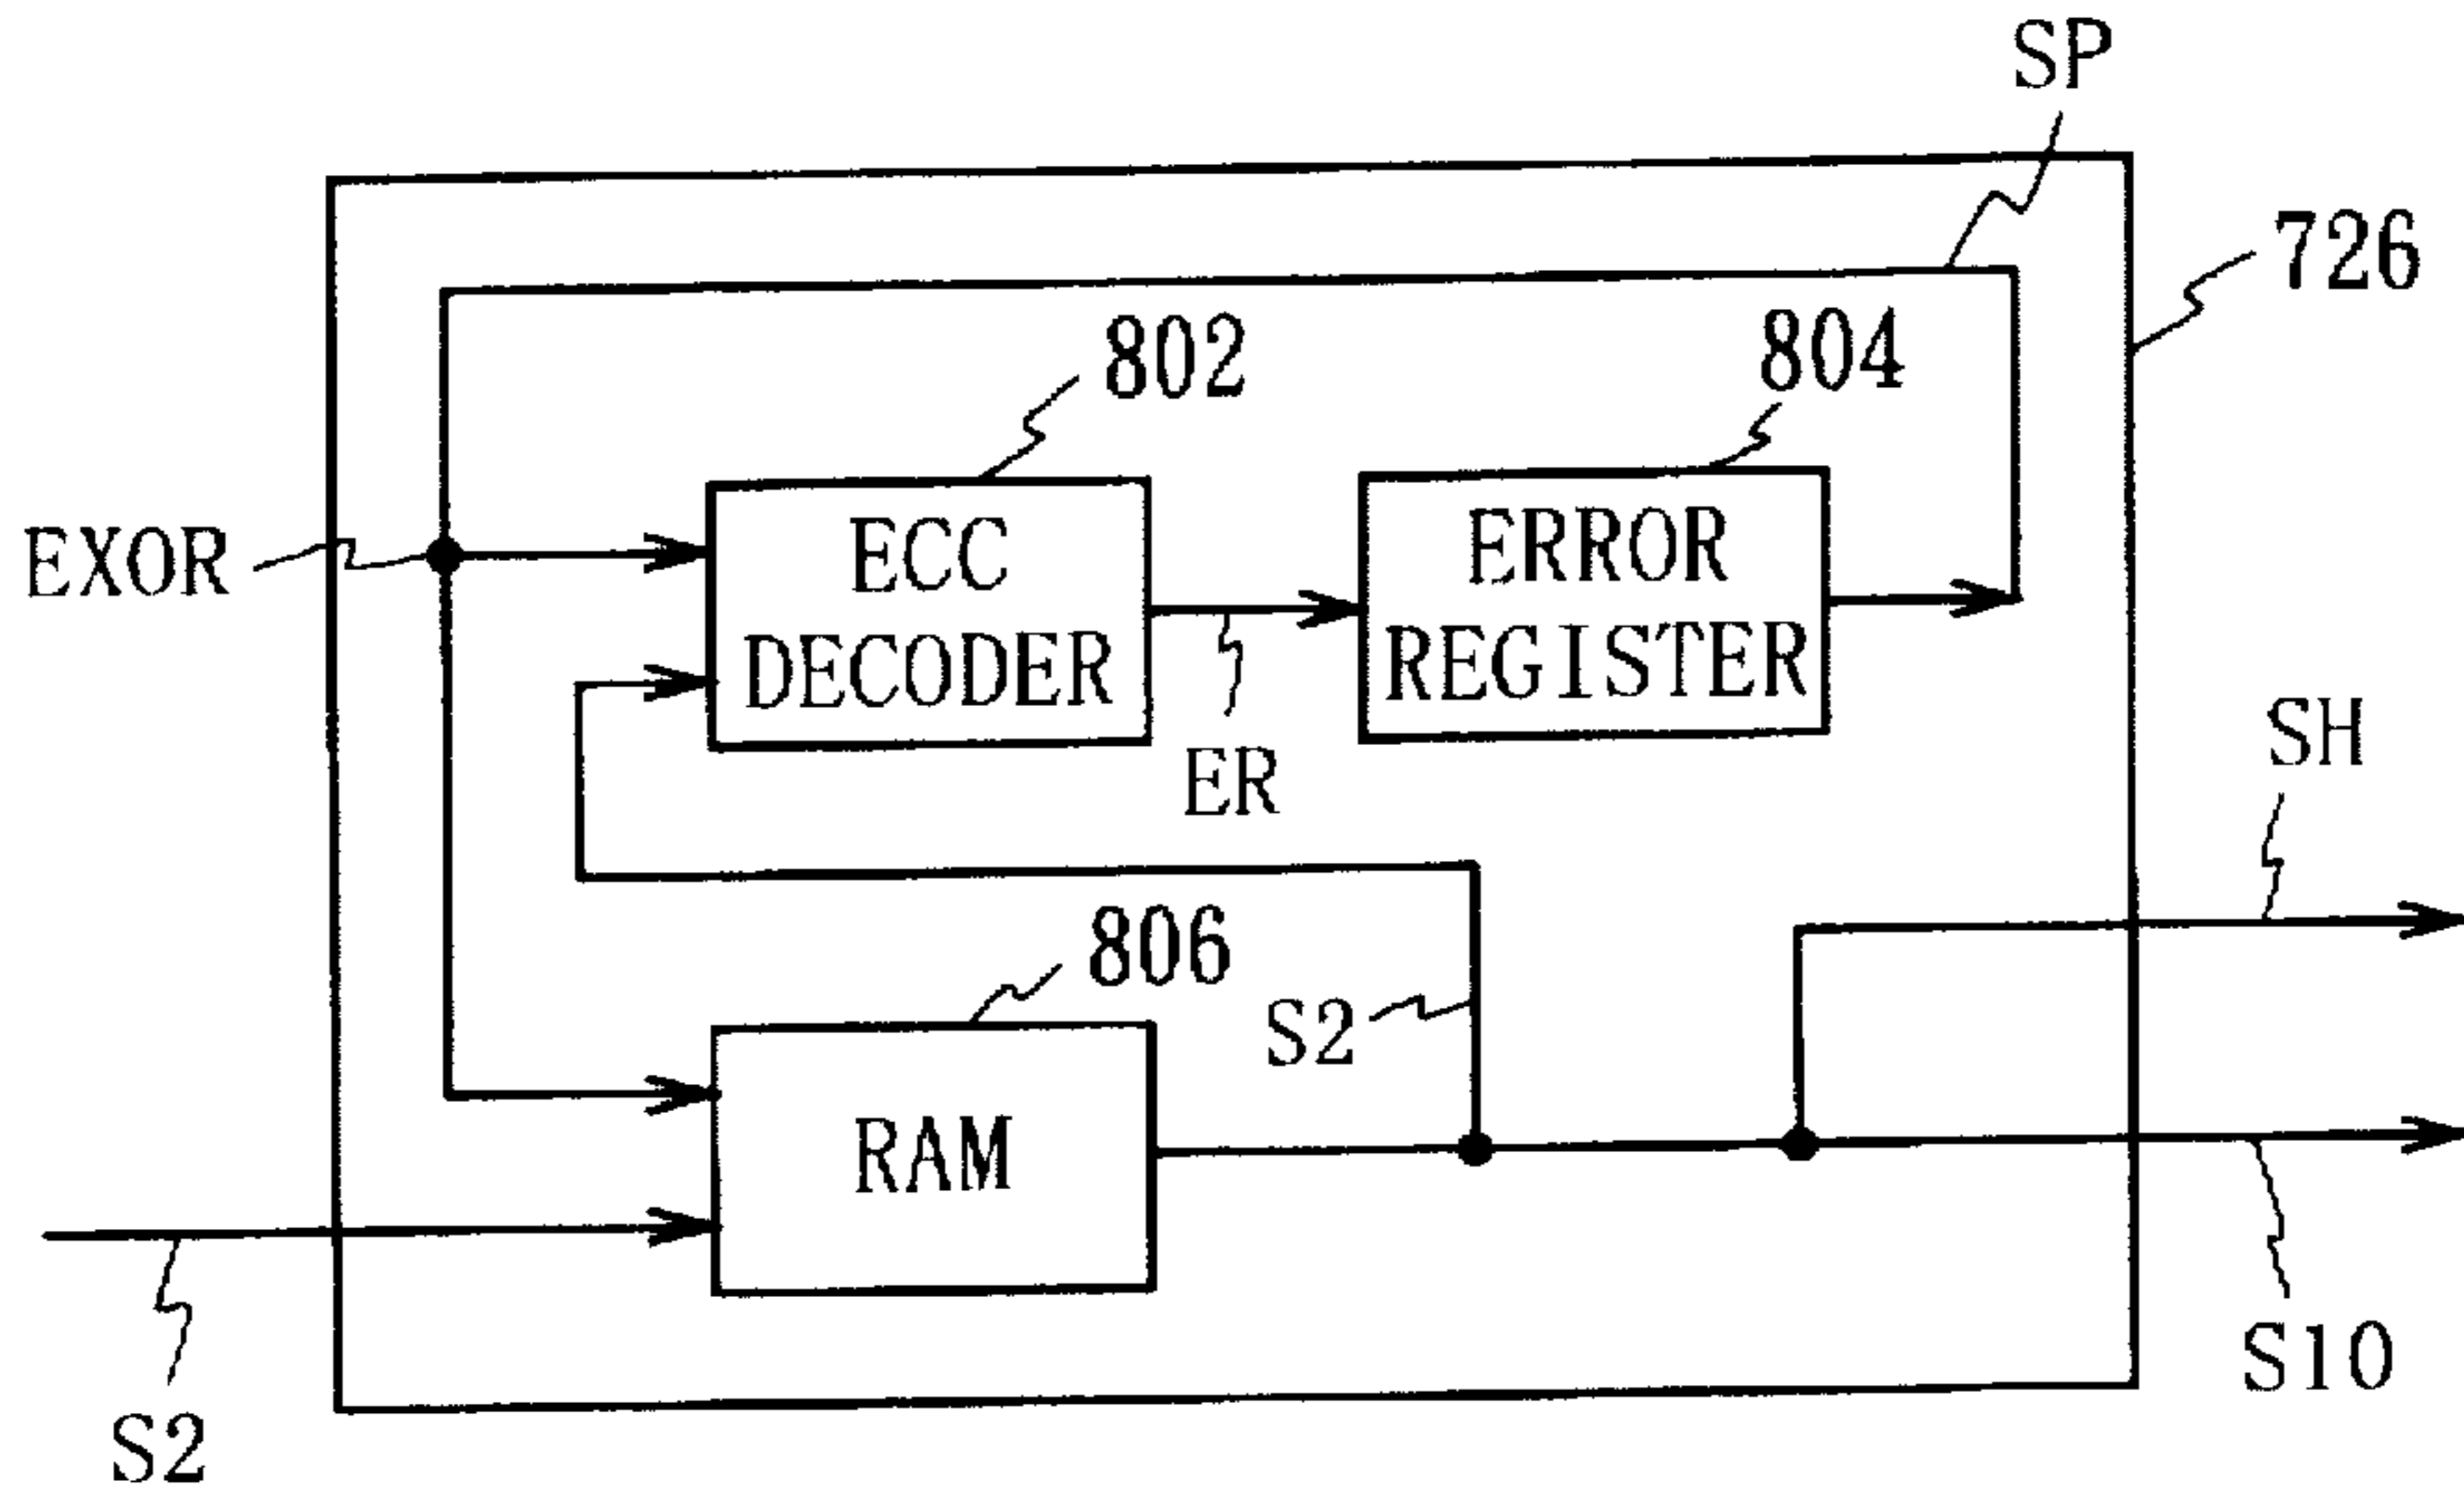 SP
726
802
804
EXOR
ECC
DECODER
ERROR
REGISTER
ER
SH
806
S2
RAM
S10
S2